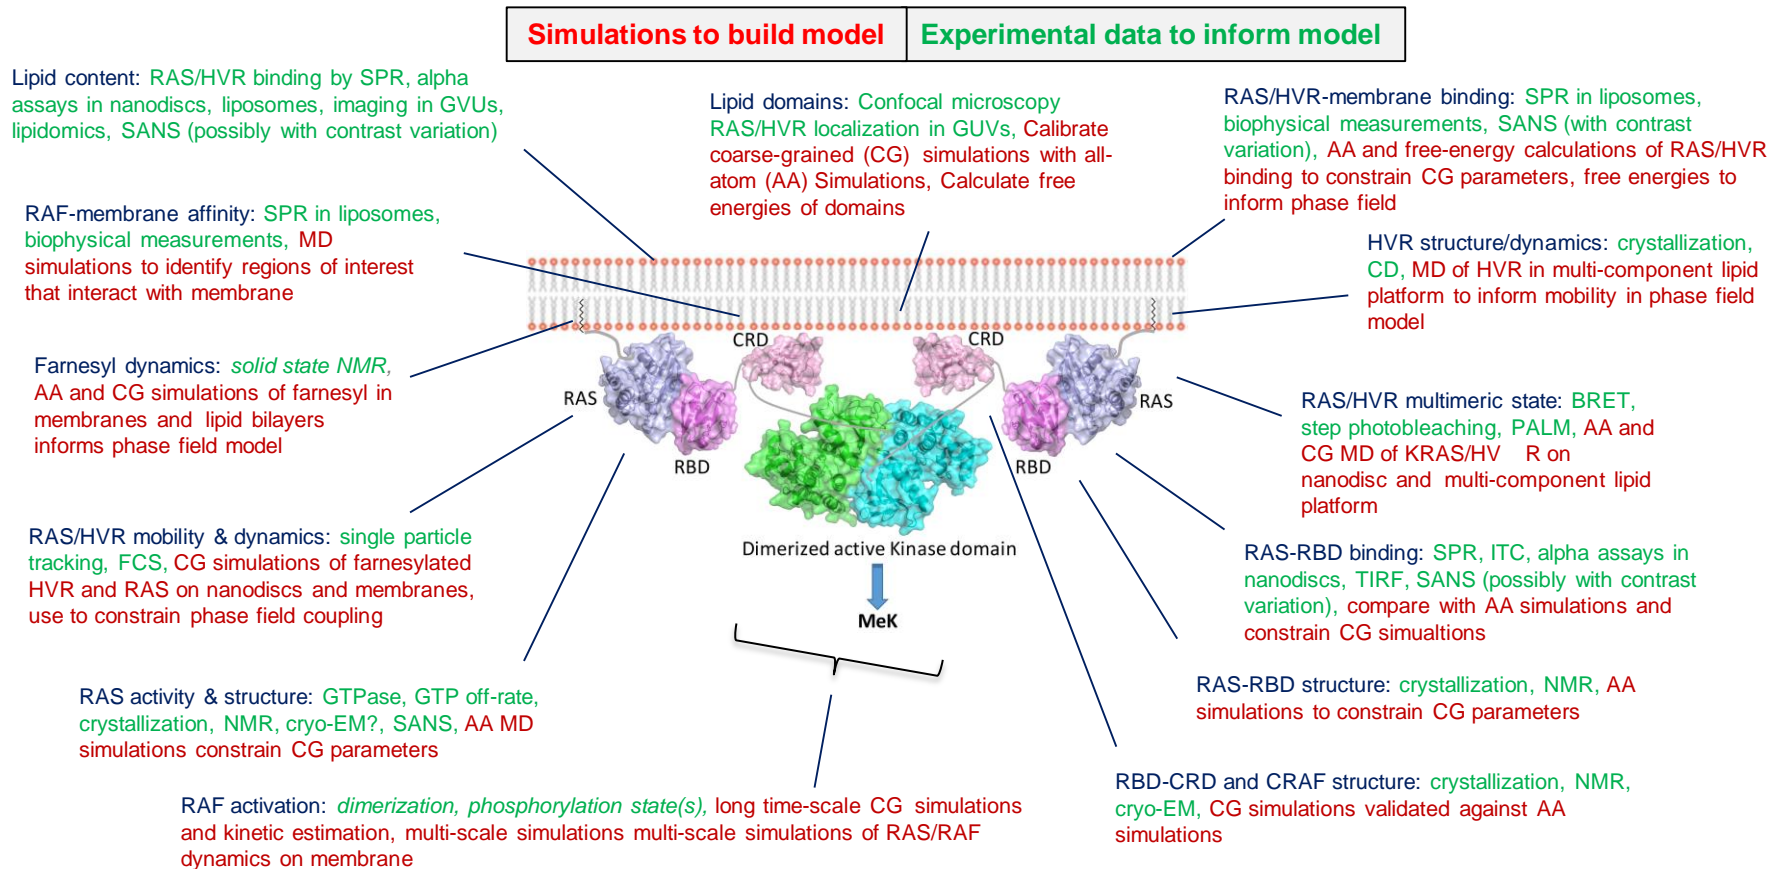 Simulations to build model
Experimental data to inform model
Lipid content: RAS/HVR binding by SPR, alpha
assays in nanodiscs, liposomes, imaging in GVUs,
lipidomics, SANS (possibly with contrast variation)
Lipid domains: Confocal microscopy
RAS/HVR localization in GUVs, Calibrate
coarse-grained (CG) simulations with all-
atom (AA) Simulations, Calculate free
energies of domains
RAS/HVR-membrane binding: SPR in liposomes,
biophysical measurements, SANS (with contrast
variation), AA and free-energy calculations of RAS/HVR
binding to constrain CG parameters, free energies to
inform phase field
RAF-membrane affinity: SPR in liposomes,
biophysical measurements, MD
simulations to identify regions of interest
that interact with membrane
HVR structure/dynamics: crystallization,
CD, MD of HVR in multi-component lipid
platform to inform mobility in phase field
model
Farnesyl dynamics: solid state NMR,
AA and CG simulations of farnesyl in
membranes and lipid bilayers
informs phase field model
CRD
CRD
RAS
RAS
RBD
RBD
RAS/HVR multimeric state: BRET,
step photobleaching, PALM, AA and
CG MD of KRAS/HV R on
nanodisc and multi-component lipid
platform
Dimerized active Kinase domain
MeK
RAS/HVR mobility & dynamics: single particle
tracking, FCS, CG simulations of farnesylated
HVR and RAS on nanodiscs and membranes,
use to constrain phase field coupling
RAS-RBD binding: SPR, ITC, alpha assays in
nanodiscs, TIRF, SANS (possibly with contrast
variation), compare with AA simulations and
constrain CG simualtions
RAS activity & structure: GTPase, GTP off-rate,
crystallization, NMR, cryo-EM?, SANS, AA MD
simulations constrain CG parameters
RAS-RBD structure: crystallization, NMR, AA
simulations to constrain CG parameters
RAF activation: dimerization, phosphorylation state(s), long time-scale CG simulations
and kinetic estimation, multi-scale simulations multi-scale simulations of RAS/RAF
dynamics on membrane
RBD-CRD and CRAF structure: crystallization, NMR,
cryo-EM, CG simulations validated against AA
simulations